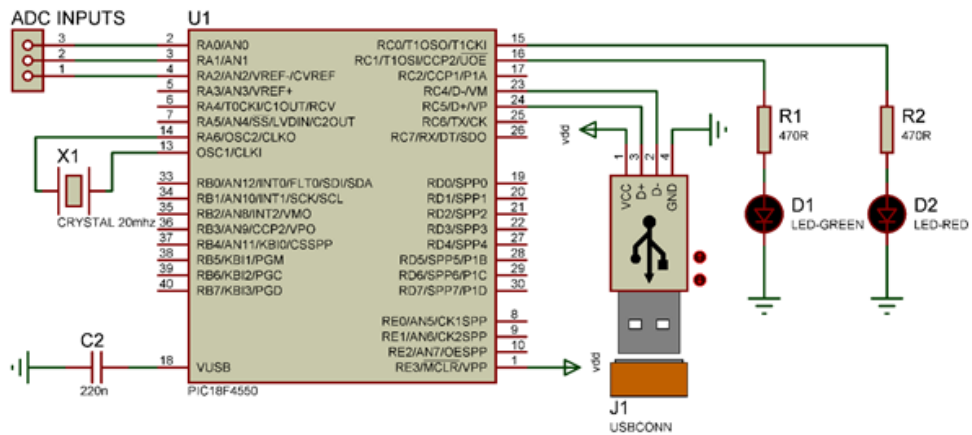 ADC INPUTS
3
2
1
U1
2 RA0/AN0
3 RA1/AN1
4 RA2/AN2/VREF-/CVREF
5 RA3/AN3/VREF+
6 RA4/T0CKI/C1OUT/RCV
7 RA5/AN4/SS/LVDIN/C2OUT
14 RA6/OSC2/CLKO
13 OSC1/CLKI
33 RB0/AN12/INT0/FLT0/SDI/SDA
34 RB1/AN10/INT1/SCK/SCL
35 RB2/AN8/INT2/VMO
36 RB3/AN9/CCP2/VPO
37 RB4/AN11/KBI0/CSSPP
38 RB5/KBI1/PGM
39 RB6/KBI2/PGC
40 RB7/KBI3/PGD
18 VUSB
RC0/T1OSO/T1CKI 15
RC1/T1OSI/CCP2/UOE 16
RC2/CCP1/P1A 17
RC4/D-/VM 23
RC5/D+/VP 24
RC6/TX/CK 25
RC7/RX/DT/SDO 26
RD0/SPP0 19
RD1/SPP1 20
RD2/SPP2 21
RD3/SPP3 22
RD4/SPP4 27
RD5/SPP5/P1B 28
RD6/SPP6/P1C 29
RD7/SPP7/P1D 30
RE0/AN5/CK1SPP 8
RE1/AN6/CK2SPP 9
RE2/AN7/OESPP 10
RE3/MCLR/VPP 1
PIC18F4550
X1
CRYSTAL 20mhz
C2
220n
vdd
vdd
1
3
2
4
VCC
D+
D-
GND
J1
USBCONN
R1
470R
R2
470R
D1
LED-GREEN
D2
LED-RED